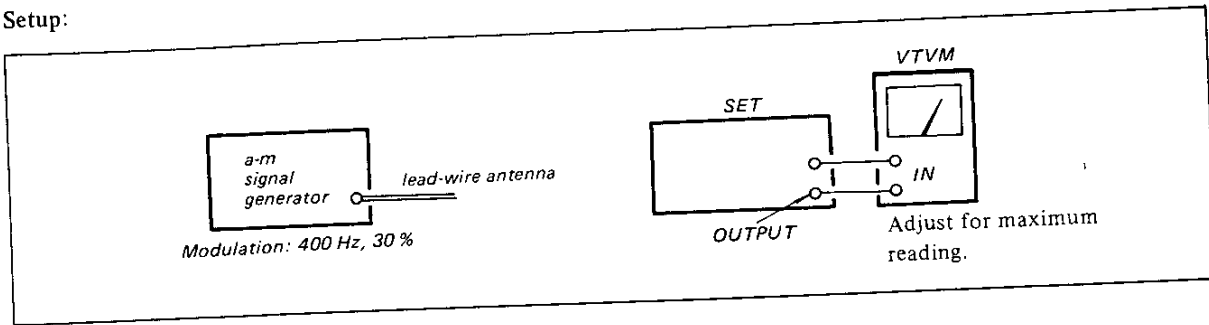 Setup:
VTVM
SET
a-m
signal
generator
lead-wire antenna
IN
OUTPUT
Adjust for maximum
reading.
Modulation: 400 Hz, 30 %